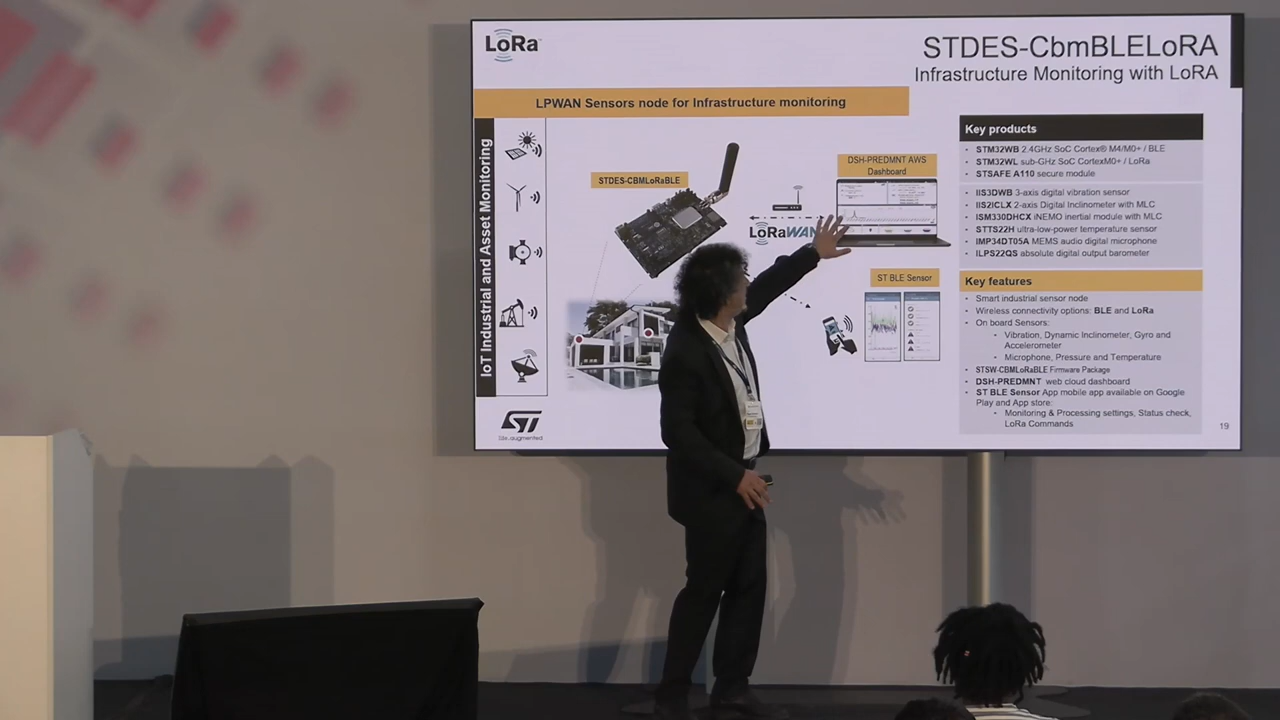 LoRa
STDES-CbmBLELoRA
Infrastructure Monitoring with LoRA
LPWAN Sensors node for Infrastructure monitoring
IoT Industrial and Asset Monitoring
STDES-CBMLoRaBLE
LoRaWAN
DSH-PREDMNT AWS
Dashboard
ST BLE Sensor
Key products
• STM32WB 2.4GHz SoC Cortex® M4/M0+ / BLE
• STM32WL sub-GHz SoC CortexM0+ / LoRa
• STSAFE A110 secure module
• IIS3DWB 3-axis digital vibration sensor
• IIS2ICLX 2-axis Digital Inclinometer with MLC
• ISM330DHCX iNEMO inertial module with MLC
• STTS22H ultra-low-power temperature sensor
• IMP34DT05A MEMS audio digital microphone
• ILPS22QS absolute digital output barometer
Key features
• Smart industrial sensor node
• Wireless connectivity options: BLE and LoRa
• On board Sensors:
• Vibration, Dynamic Inclinometer, Gyro and
Accelerometer
• Microphone, Pressure and Temperature
• STSW-CBMLoRaBLE Firmware Package
• DSH-PREDMNT web cloud dashboard
• ST BLE Sensor App mobile app available on Google
Play and App store:
• Monitoring & Processing settings, Status check,
LoRa Commands
ST
life.augmented
19